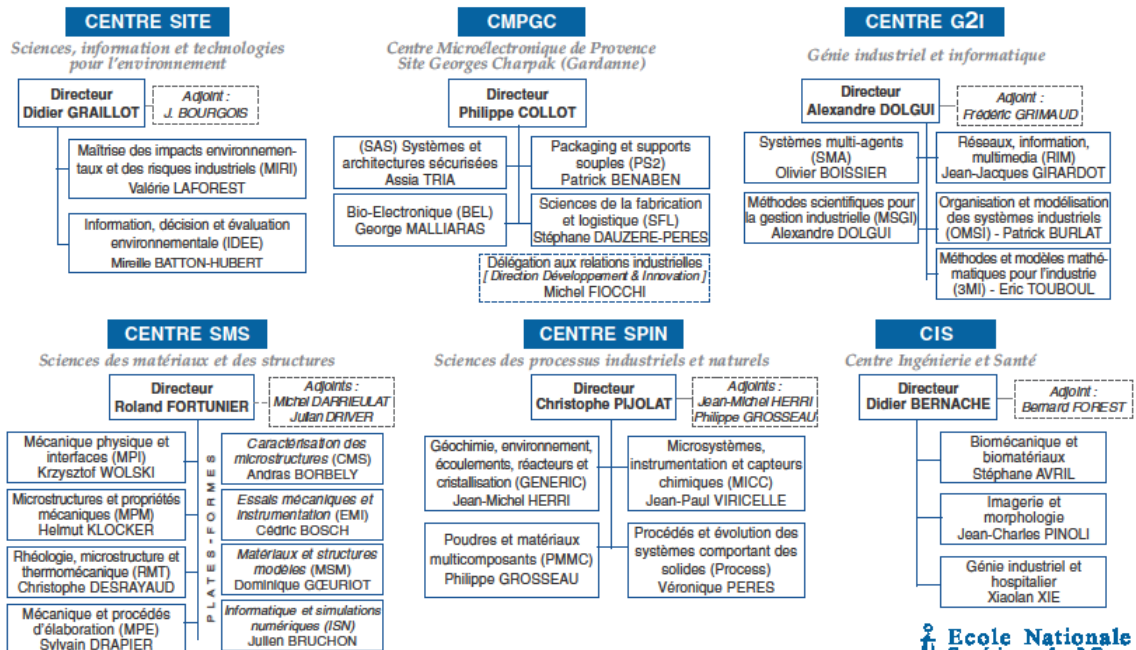 CENTRE SITE
Sciences, information et technologies
pour l'environnement
Directeur
Didier GRAILLOT
Adjoint :
J. BOURGOIS
Maîtrise des impacts environnemen-
taux et des risques industriels (MIRI)
Valérie LAFOREST
Information, décision et évaluation
environnementale (IDEE)
Mireille BATTON-HUBERT
CMPGC
Centre Microélectronique de Provence
Site Georges Charpak (Gardanne)
Directeur
Philippe COLLOT
(SAS) Systèmes et
architectures sécurisées
Assia TRIA
Packaging et supports
souples (PS2)
Patrick BENABEN
Bio-Electronique (BEL)
George MALLIARAS
Sciences de la fabrication
et logistique (SFL)
Stéphane DAUZERE-PERES
Délégation aux relations industrielles
[ Direction Développement & Innovation ]
Michel FIOCCHI
CENTRE G2I
Génie industriel et informatique
Directeur
Alexandre DOLGUI
Adjoint :
Frédéric GRIMAUD
Systèmes multi-agents
(SMA)
Olivier BOISSIER
Réseaux, information,
multimedia (RIM)
Jean-Jacques GIRARDOT
Méthodes scientifiques pour
la gestion industrielle (MSGI)
Alexandre DOLGUI
Organisation et modélisation
des systèmes industriels
(OMSI) - Patrick BURLAT
Méthodes et modèles mathé-
matiques pour l'industrie
(3MI) - Eric TOUBOUL
CENTRE SMS
Sciences des matériaux et des structures
Directeur
Roland FORTUNIER
Adjoints :
Michel DARRIEULAT
Julian DRIVER
Mécanique physique et
interfaces (MPI)
Krzysztof WOLSKI
Microstructures et propriétés
mécaniques (MPM)
Helmut KLOCKER
Rhéologie, microstructure et
thermomécanique (RMT)
Christophe DESRAYAUD
Mécanique et procédés
d'élaboration (MPE)
Sylvain DRAPIER
PLATES-FORMES
Caractérisation des
microstructures (CMS)
Andras BORBELY
Essais mécaniques et
Instrumentation (EMI)
Cédric BOSCH
Matériaux et structures
modèles (MSM)
Dominique GŒURIOT
Informatique et simulations
numériques (ISN)
Julien BRUCHON
CENTRE SPIN
Sciences des processus industriels et naturels
Directeur
Christophe PIJOLAT
Adjoints :
Jean-Michel HERRI
Philippe GROSSEAU
Géochimie, environnement,
écoulements, réacteurs et
cristallisation (GENERIC)
Jean-Michel HERRI
Microsystèmes,
instrumentation et capteurs
chimiques (MICC)
Jean-Paul VIRICELLE
Poudres et matériaux
multicomposants (PMMC)
Philippe GROSSEAU
Procédés et évolution des
systèmes comportant des
solides (Process)
Véronique PERES
CIS
Centre Ingénierie et Santé
Directeur
Didier BERNACHE
Adjoint :
Bernard FOREST
Biomécanique et
biomatériaux
Stéphane AVRIL
Imagerie et
morphologie
Jean-Charles PINOLI
Génie industriel et
hospitalier
Xiaolan XIE
Ecole Nationale